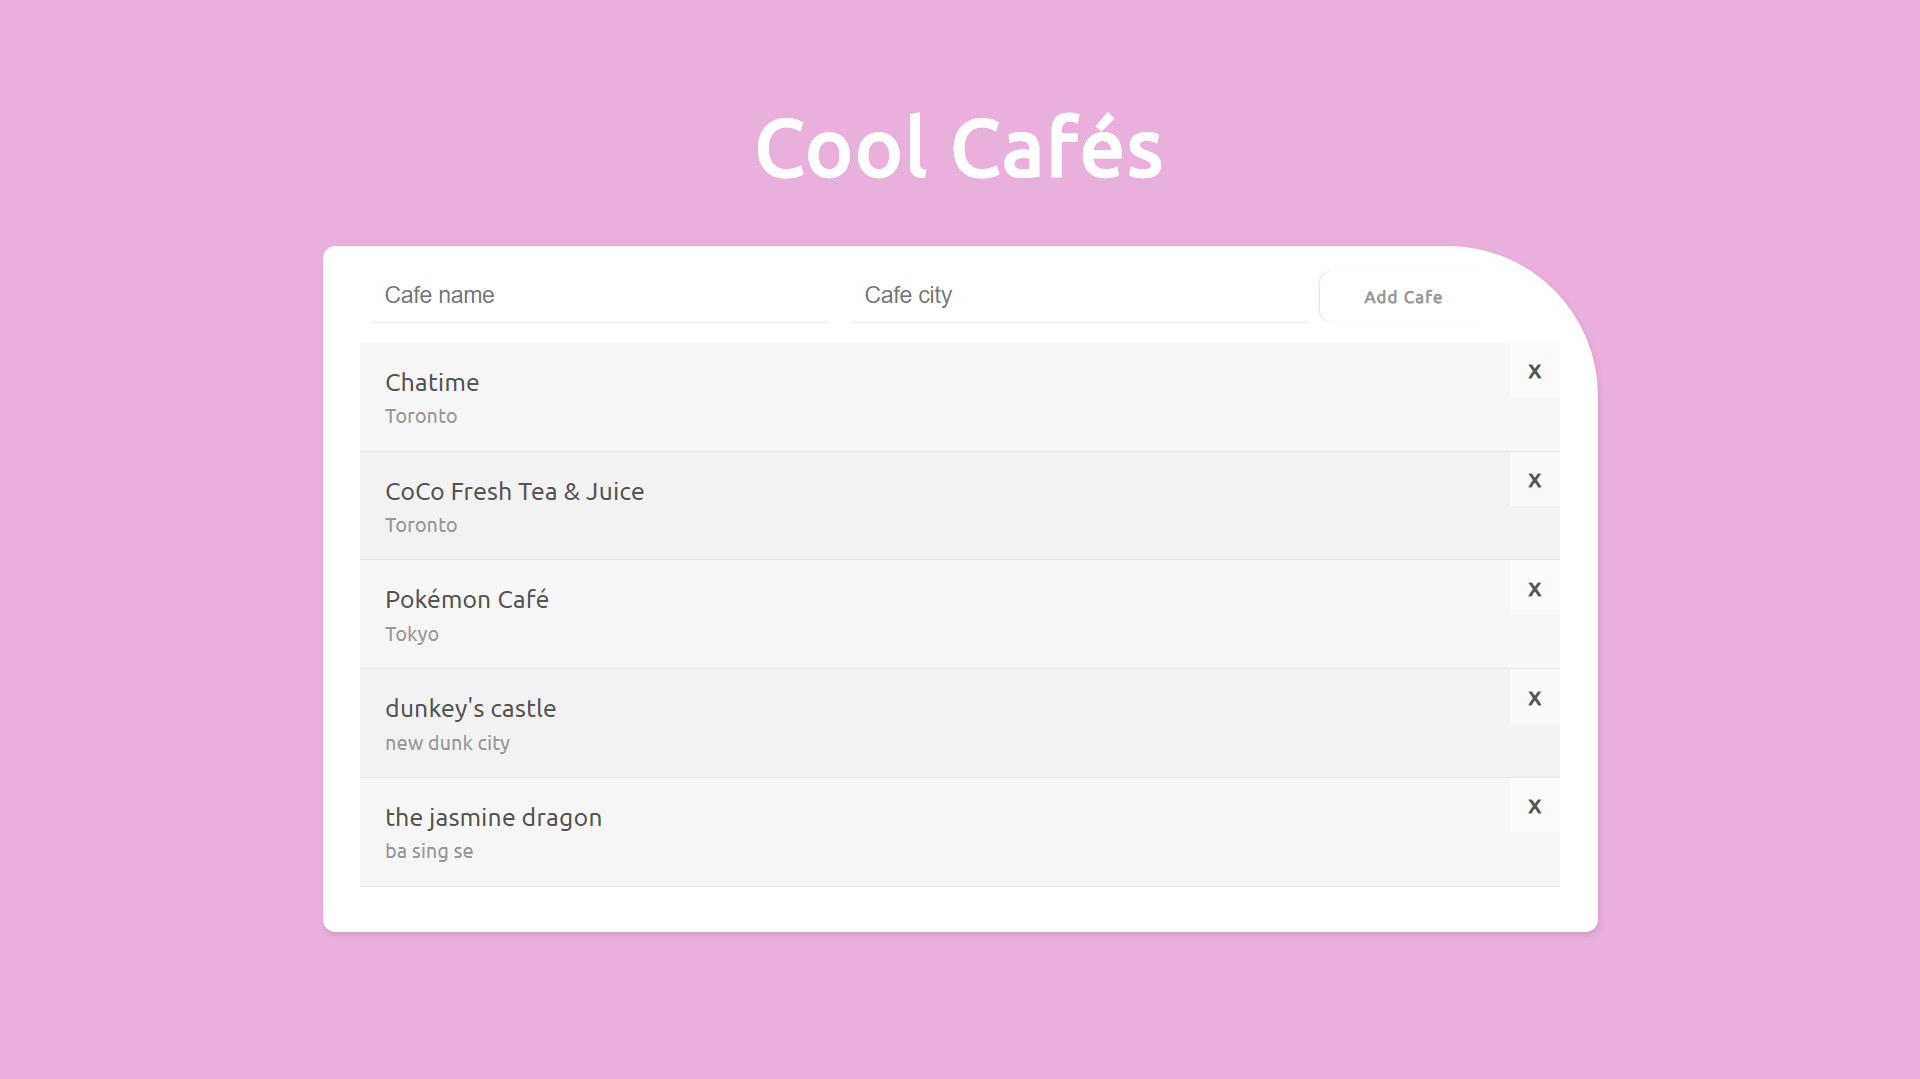 Cool Cafés
Cafe name
Cafe city
Add Cafe
Chatime
X
Toronto
CoCo Fresh Tea & Juice
X
Toronto
Pokémon Café
X
Tokyo
dunkey's castle
X
new dunk city
the jasmine dragon
X
ba sing se